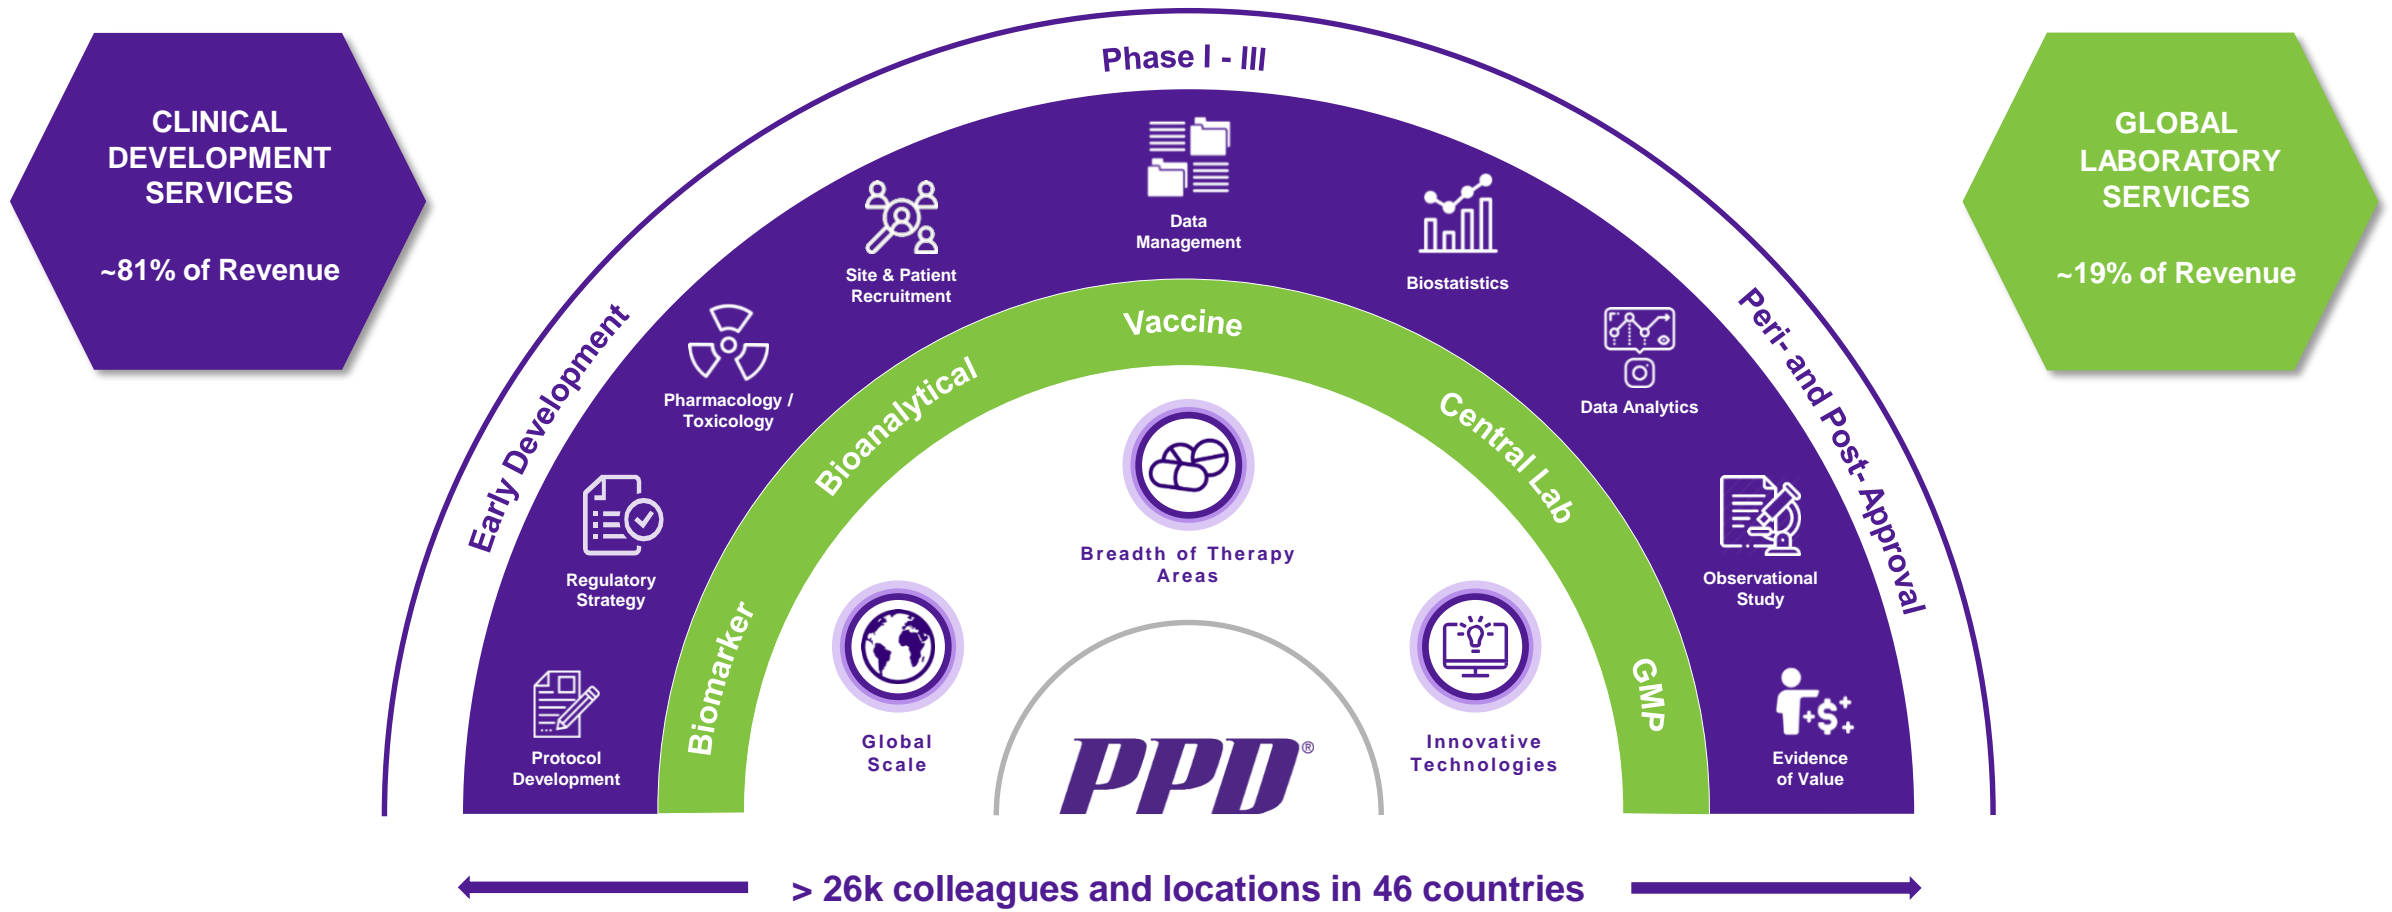 CLINICAL
DEVELOPMENT
SERVICES
~81% of Revenue
GLOBAL
LABORATORY
SERVICES
~19% of Revenue
Early Development
Phase I - III
Peri- and Post- Approval
Protocol
Development
Regulatory
Strategy
Pharmacology /
Toxicology
Site & Patient
Recruitment
Data
Management
Biostatistics
Data Analytics
Observational
Study
Evidence
of Value
Biomarker
Bioanalytical
Vaccine
Central Lab
GMP
Global
Scale
Breadth of Therapy
Areas
Innovative
Technologies
PPD®
> 26k colleagues and locations in 46 countries